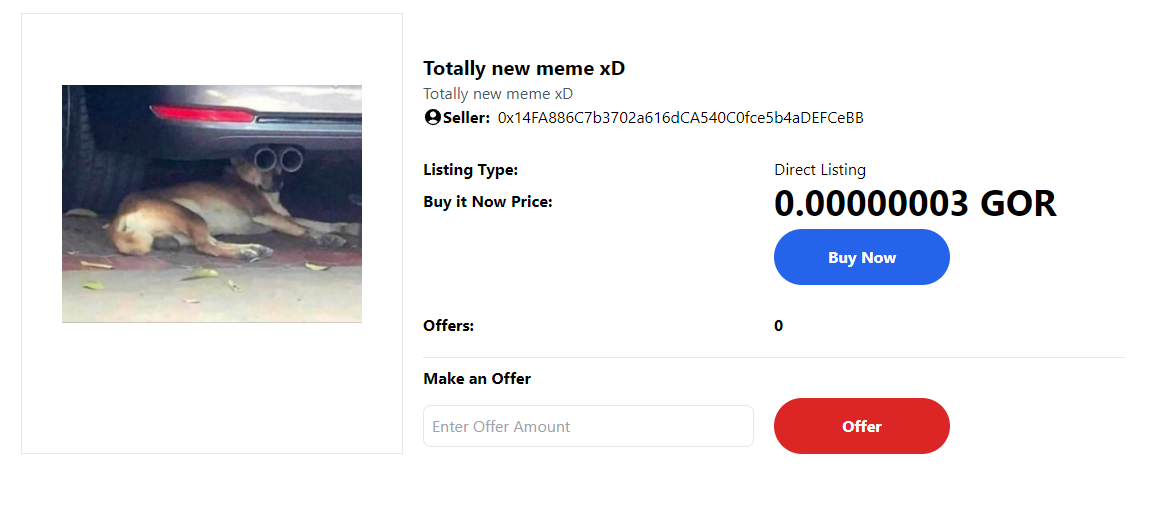 Totally new meme xD
Totally new meme xD
Seller: 0x14FA886C7b3702a616dCA540C0fce5b4aDEFCeBB
Listing Type: Direct Listing
Buy it Now Price: 0.00000003 GOR
Buy Now
Offers: 0
Make an Offer
Enter Offer Amount Offer